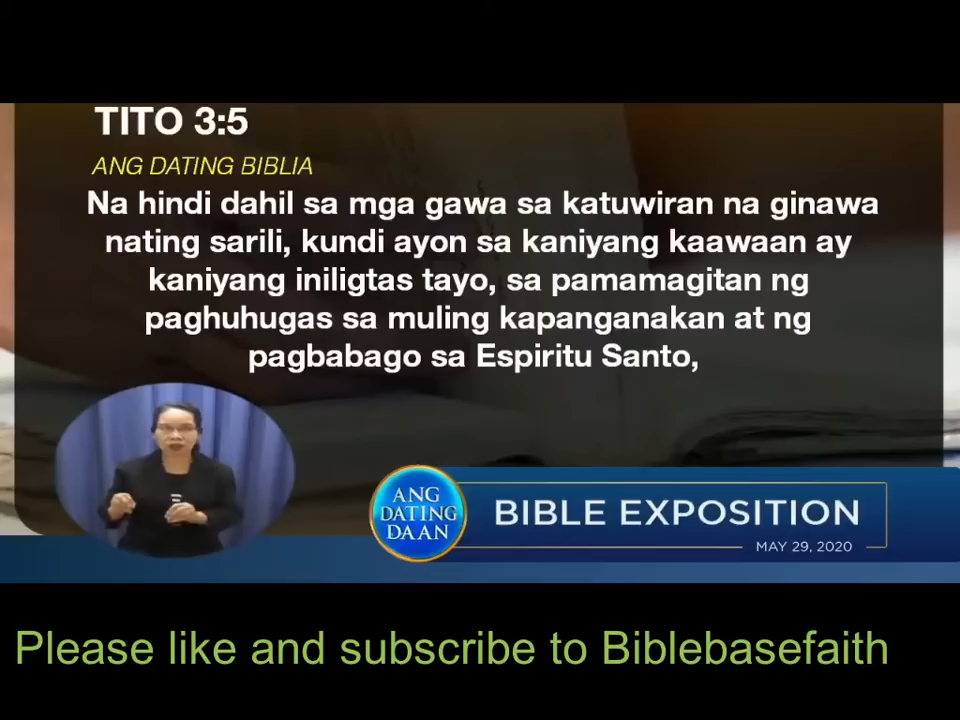 TITO 3:5
ANG DATING BIBLIA
Na hindi dahil sa mga gawa sa katuwiran na ginawa
nating sarili, kundi ayon sa kaniyang kaawaan ay
kaniyang iniligtas tayo, sa pamamagitan ng
paghuhugas sa muling kapanganakan at ng
pagbabago sa Espiritu Santo,
ANG
DATING
DAAN
BIBLE EXPOSITION
MAY 29, 2020
Please like and subscribe to Biblebasefaith